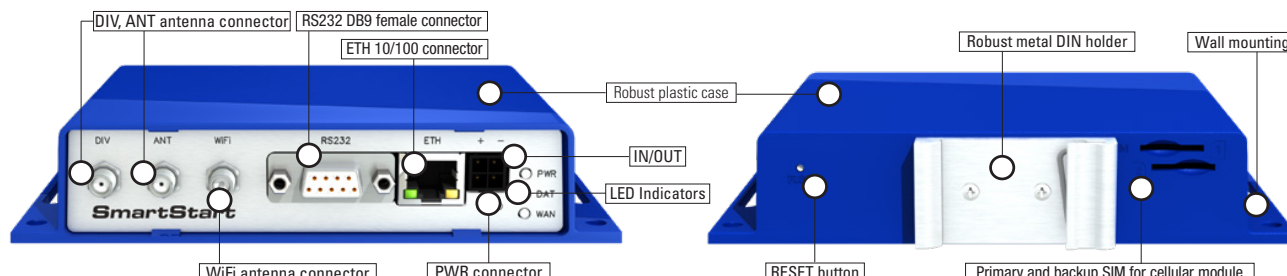 DIV, ANT antenna connector
RS232 DB9 female connector
ETH 10/100 connector
Robust metal DIN holder
Wall mounting
Robust plastic case
DIV
ANT
WiFi
RS232
ETH
+ -
IN/OUT
PWR
DAT
LED Indicators
WAN
SmartStart
WiFi antenna connector
PWR connector
RESET button
Primary and backup SIM for cellular module